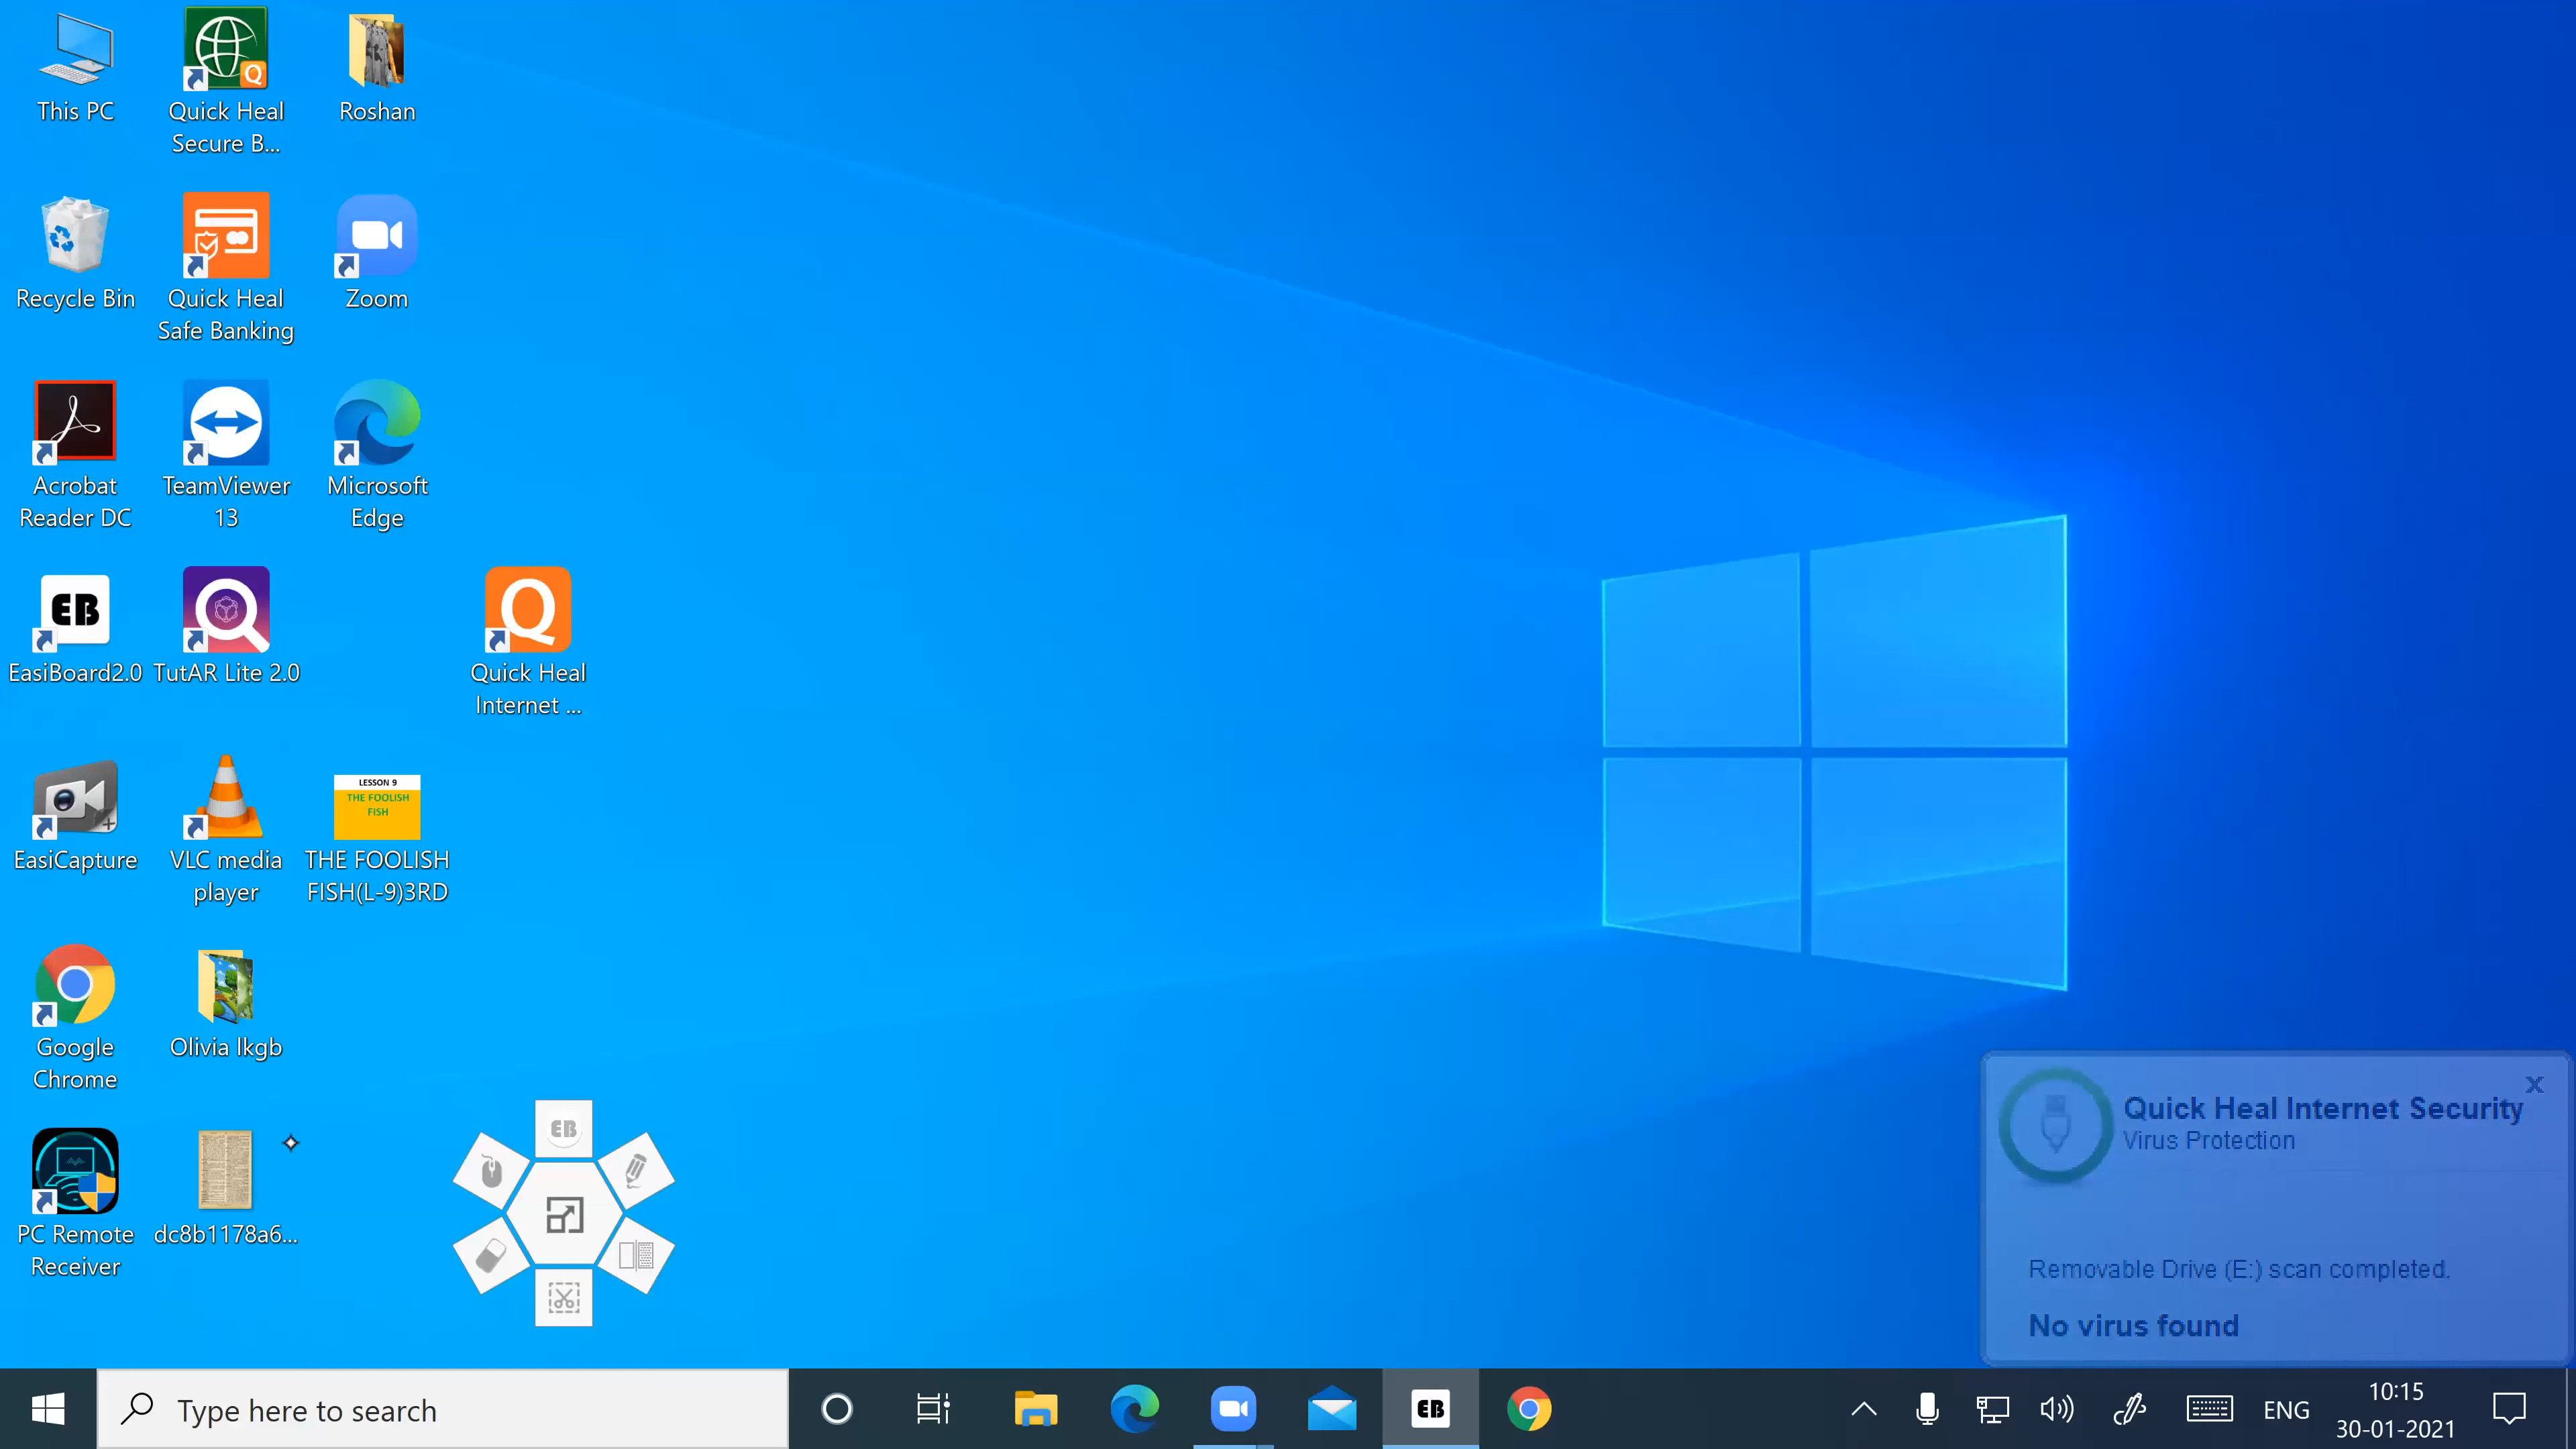 This PC
Quick Heal
Secure B...
Roshan
Recycle Bin
Quick Heal
Safe Banking
Zoom
Acrobat
Reader DC
TeamViewer
13
Microsoft
Edge
EB
EasiBoard2.0
TutAR Lite 2.0
Quick Heal
Internet ...
EasiCapture
VLC media
player
LESSON 9
THE FOOLISH
FISH
THE FOOLISH
FISH(L-9)3RD
Google
Chrome
Olivia lkgb
PC Remote
Receiver
dc8b1178a6...
EB
x
Quick Heal Internet Security
Virus Protection
Removable Drive (E:) scan completed.
No virus found
Type here to search
EB
ENG
10:15
30-01-2021